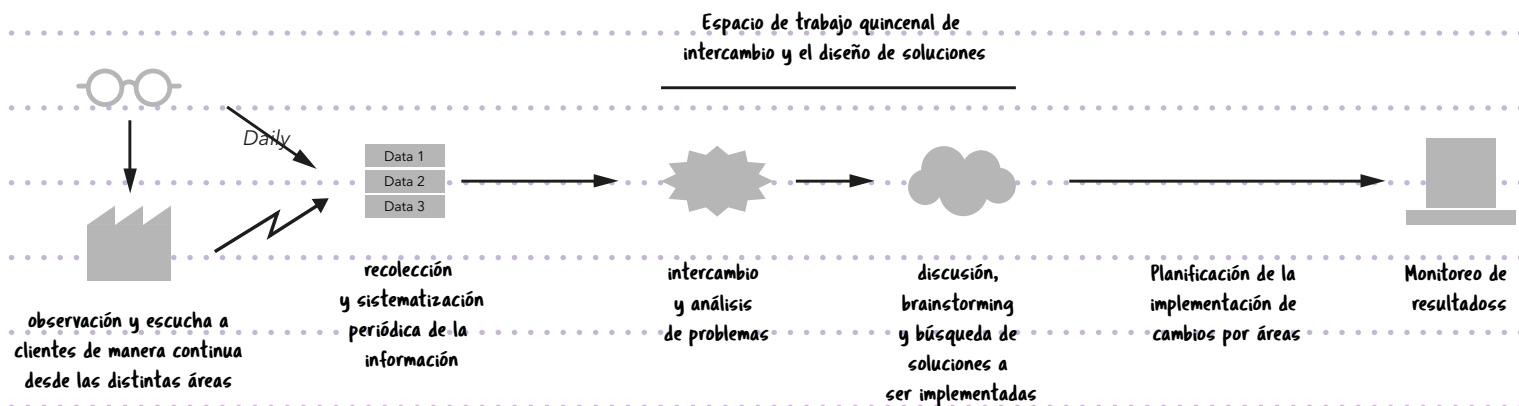 Espacio de trabajo quincenal de
intercambio y el diseño de soluciones
Daily
Data 1
Data 2
Data 3
observación y escucha a
clientes de manera continua
desde las distintas áreas
recolección
y sistematización
periódica de la
información
intercambio
y análisis
de problemas
discusión,
brainstorming
y búsqueda de
soluciones a
ser implementadas
Planificación de la
implementación de
cambios por áreas
Monitoreo de
resultadoss